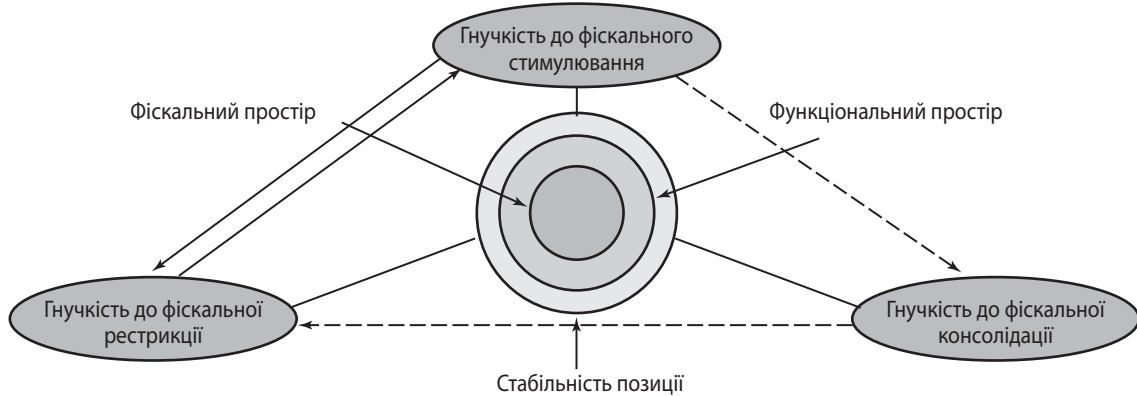 Гнучкість до фіскального
стимулювання
Фіскальний простір
Функціональний простір
Гнучкість до фіскальної
рестрикції
Гнучкість до фіскальної
консолідації
Стабільність позиції